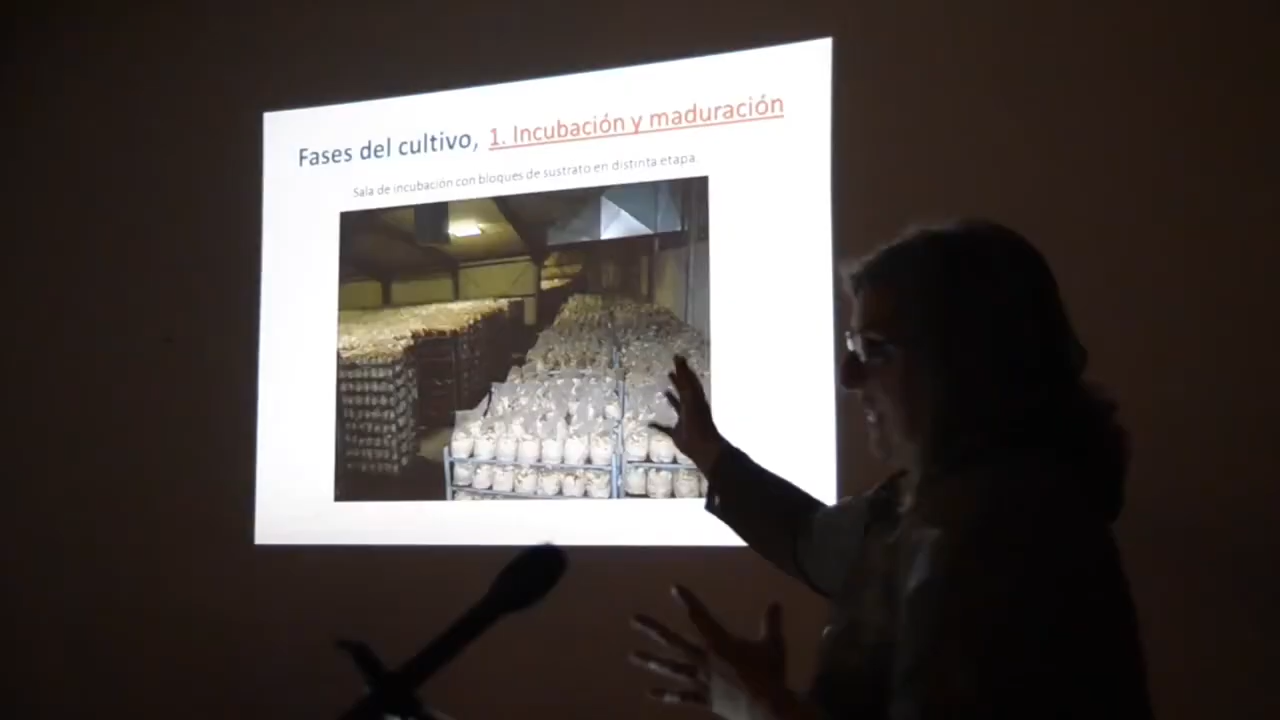 Fases del cultivo, 1. Incubación y maduración
Sala de incubación con bloques de sustrato en distinta etapa.